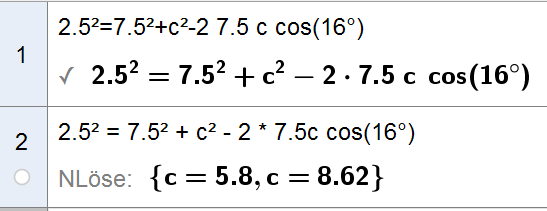 1
2.5²=7.5²+c²-2 7.5 c cos(16°)
✓ 2.5² = 7.5² + c² − 2 · 7.5 c cos(16°)
2
2.5² = 7.5² + c² - 2 * 7.5c cos(16°)
NLöse: {c = 5.8, c = 8.62}